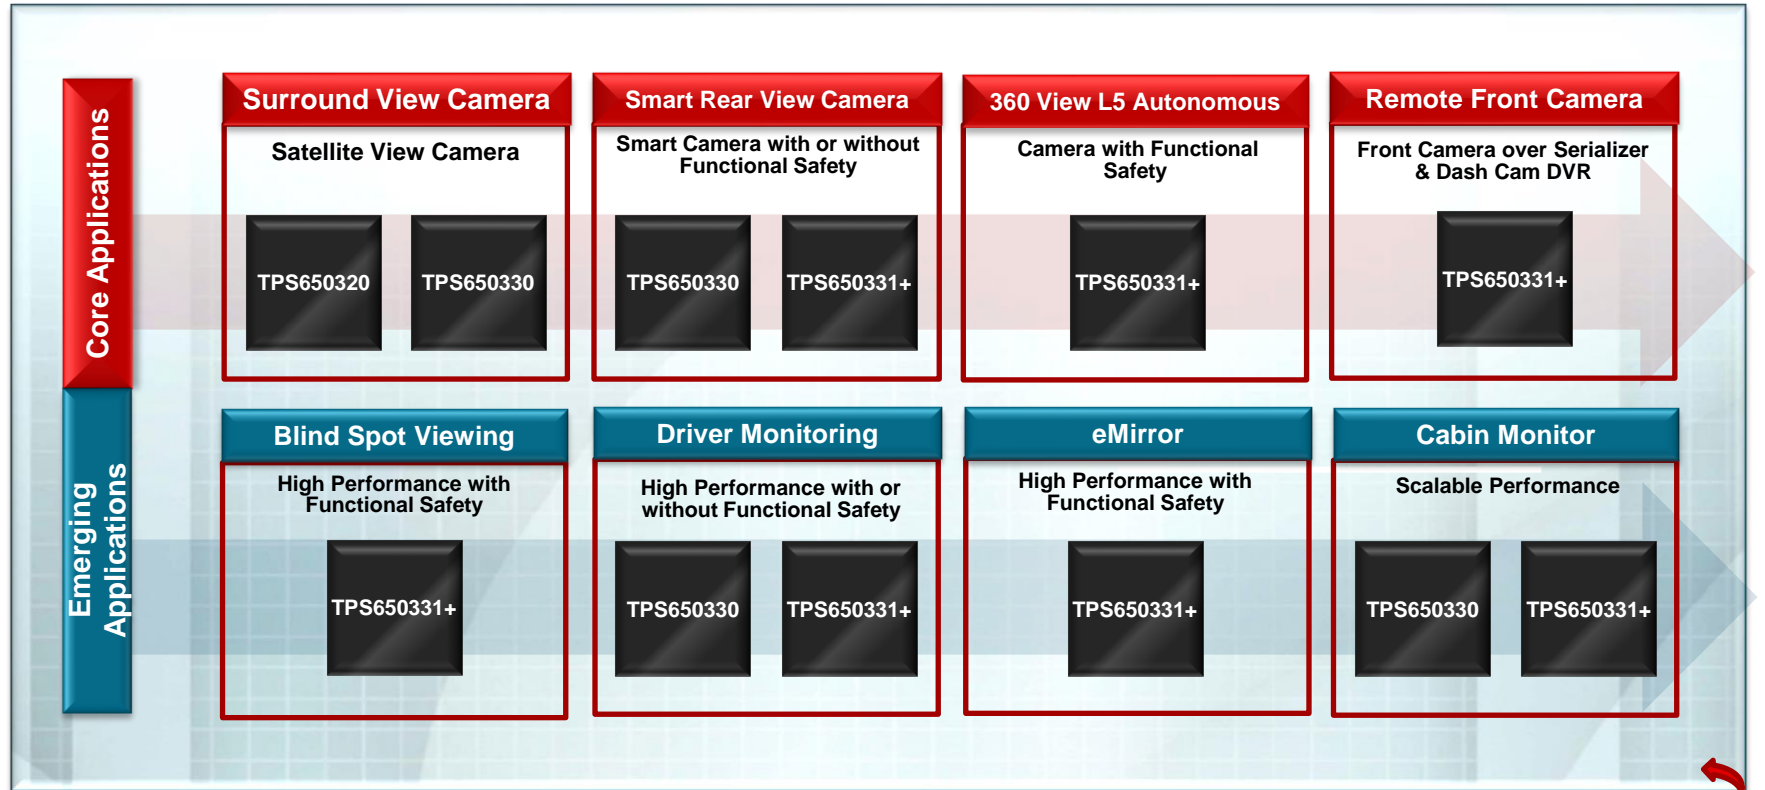 Core Applications
Surround View Camera
Satellite View Camera
TPS650320
TPS650330
Smart Rear View Camera
Smart Camera with or without
Functional Safety
TPS650330
TPS650331+
360 View L5 Autonomous
Camera with Functional
Safety
TPS650331+
Remote Front Camera
Front Camera over Serializer
& Dash Cam DVR
TPS650331+
Emerging
Applications
Blind Spot Viewing
High Performance with
Functional Safety
TPS650331+
Driver Monitoring
High Performance with or
without Functional Safety
TPS650330
TPS650331+
eMirror
High Performance with
Functional Safety
TPS650331+
Cabin Monitor
Scalable Performance
TPS650330
TPS650331+